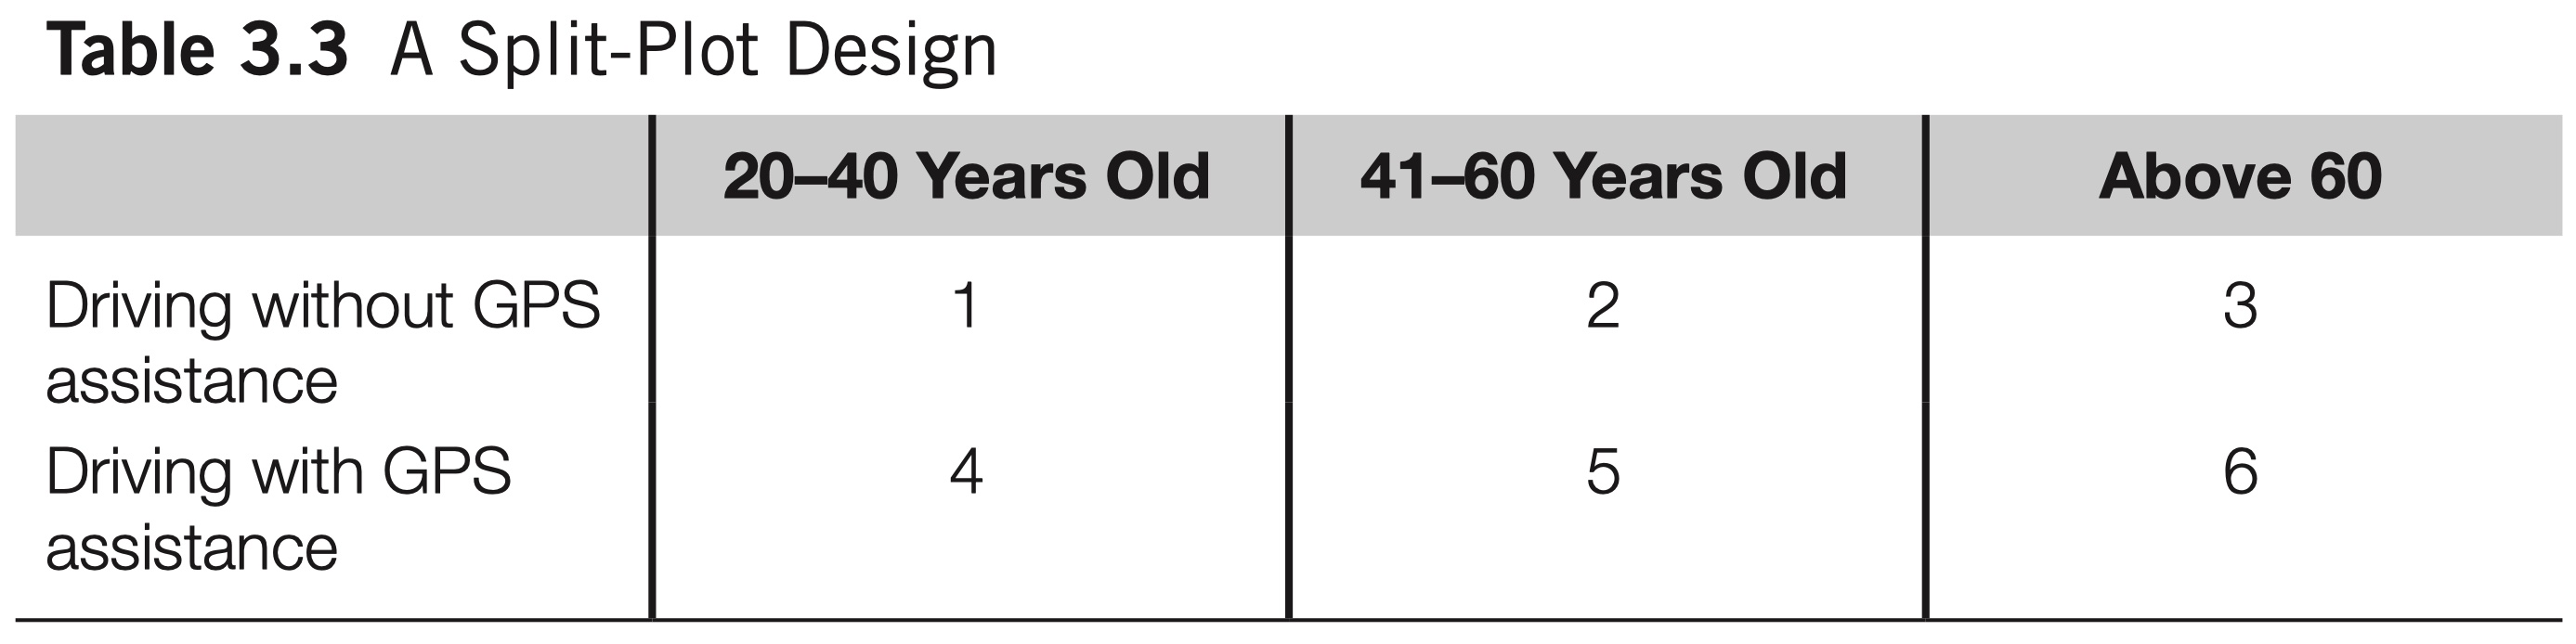 Table 3.3 A Split-Plot Design
20–40 Years Old 41–60 Years Old Above 60
Driving without GPS 1 2 3
assistance
Driving with GPS 4 5 6
assistance